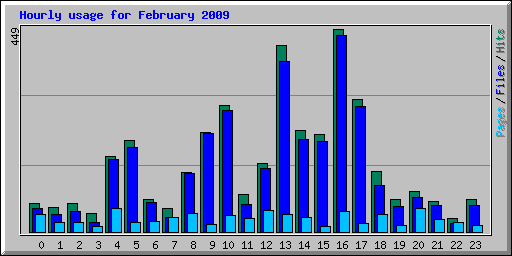 Hourly usage for February 2009
449
Pages/Files/Hits
0 1 2 3 4 5 6 7 8 9 10 11 12 13 14 15 16 17 18 19 20 21 22 23